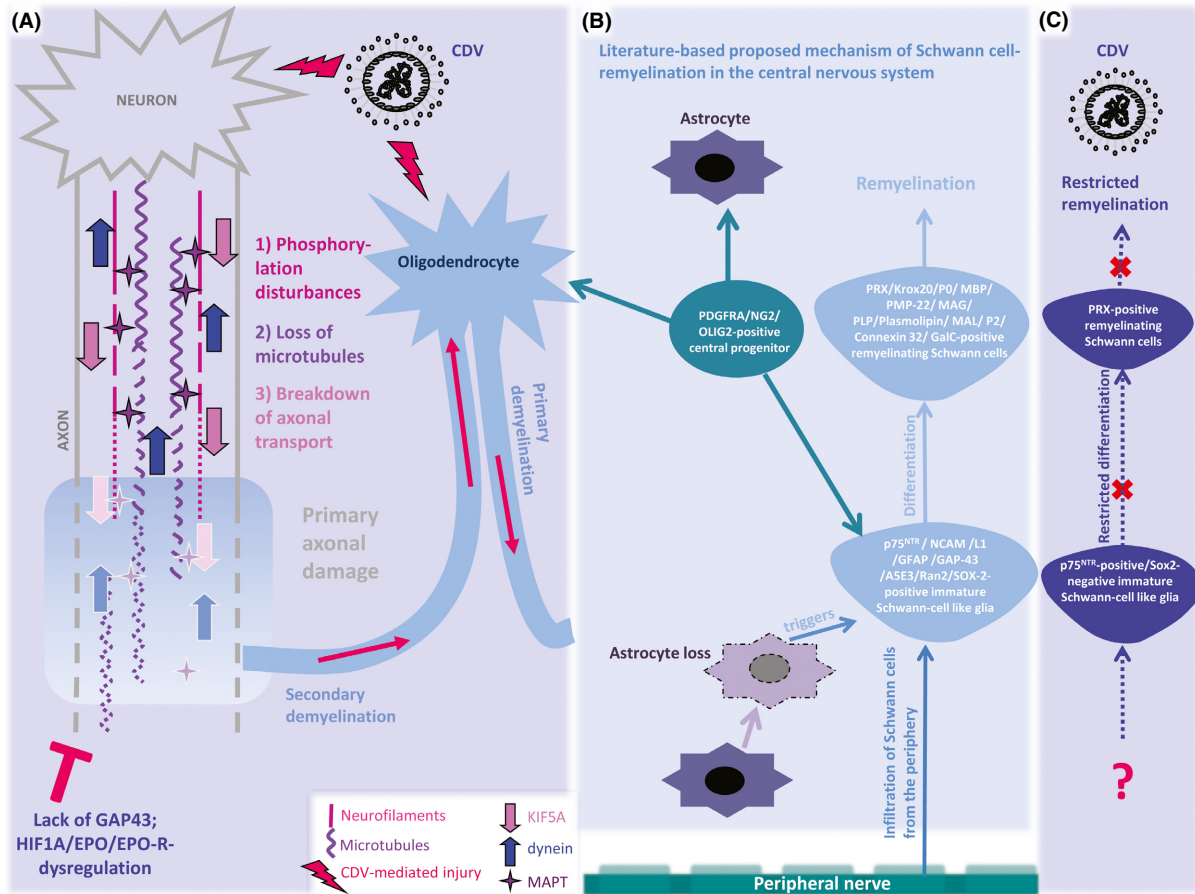 (A)
CDV
NEURON
AXON
1) Phosphory-
lation
disturbances
2) Loss of
microtubules
3) Breakdown
of axonal
transport
Oligodendrocyte
Primary
demyelination
Primary
axonal
damage
Secondary
demyelination
Lack of GAP43;
HIF1A/EPO/EPO-R-
dysregulation
Neurofilaments
Microtubules
CDV-mediated injury
KIF5A
dynein
MAPT
(B)
Literature-based proposed mechanism of Schwann cell-
remyelination in the central nervous system
Astrocyte
Remyelination
PDGFRA/NG2/
OLIG2-positive
central progenitor
PRX/Krox20/P0/ MBP/
PMP-22/ MAG/
PLP/Plasmolipin/ MAL/ P2/
Connexin 32/ GalC-positive
remyelinating Schwann cells
Differentiation
p75NTR/ NCAM /L1
/GFAP /GAP-43
/A5E3/Ran2/SOX-2-
positive immature
Schwann-cell like glia
triggers
Astrocyte loss
Infiltration of Schwann cells
from the periphery
Peripheral nerve
(C)
CDV
Restricted
remyelination
PRX-positive
remyelinating
Schwann cells
Restricted differentiation
p75NTR-positive/Sox2-
negative immature
Schwann-cell like glia
?